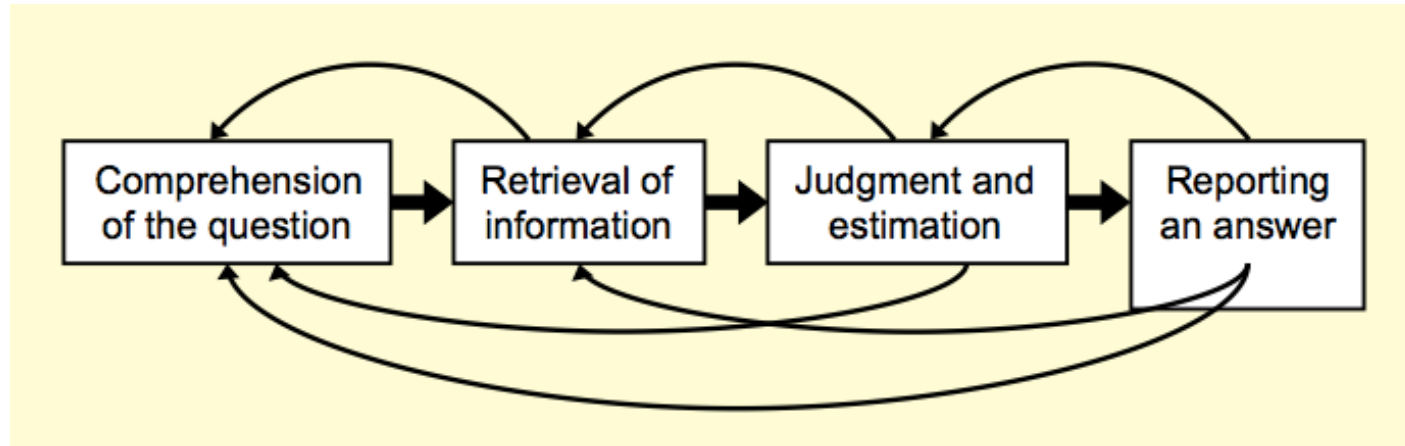 Comprehension
of the question
Retrieval of
information
Judgment and
estimation
Reporting
an answer